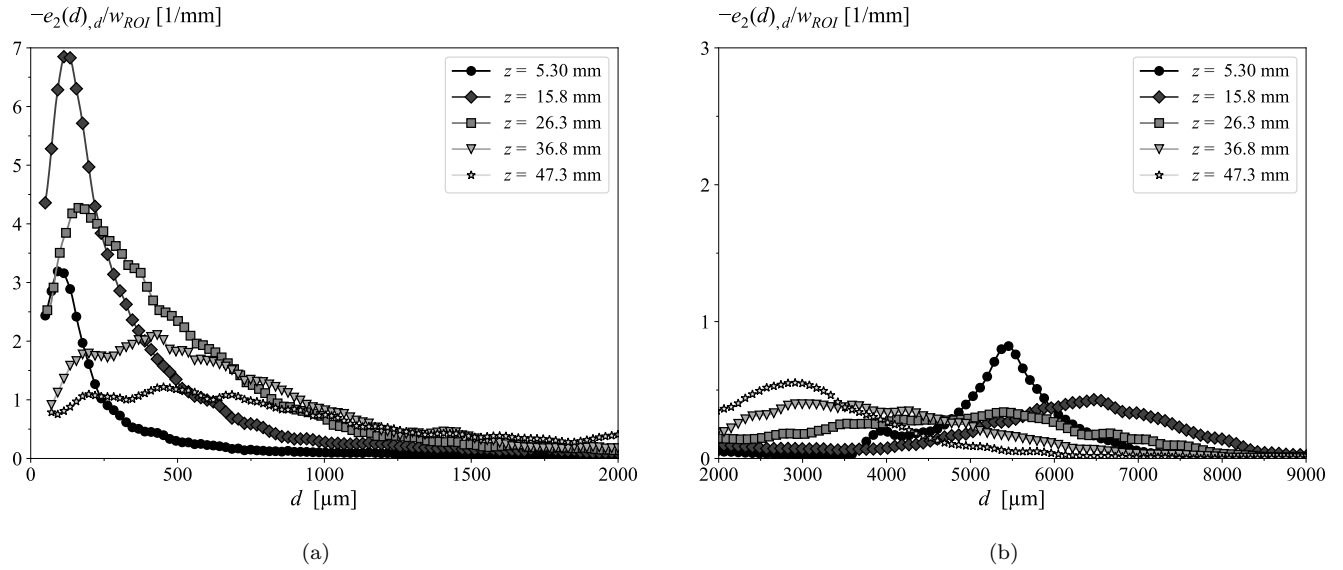 −e₂(d),d/wROI [1/mm]
7
6
5
4
3
2
1
0
z = 5.30 mm
z = 15.8 mm
z = 26.3 mm
z = 36.8 mm
z = 47.3 mm
0 500 1000 1500 2000
d [µm]
(a)
−e₂(d),d/wROI [1/mm]
3
2
1
0
z = 5.30 mm
z = 15.8 mm
z = 26.3 mm
z = 36.8 mm
z = 47.3 mm
2000 3000 4000 5000 6000 7000 8000 9000
d [µm]
(b)